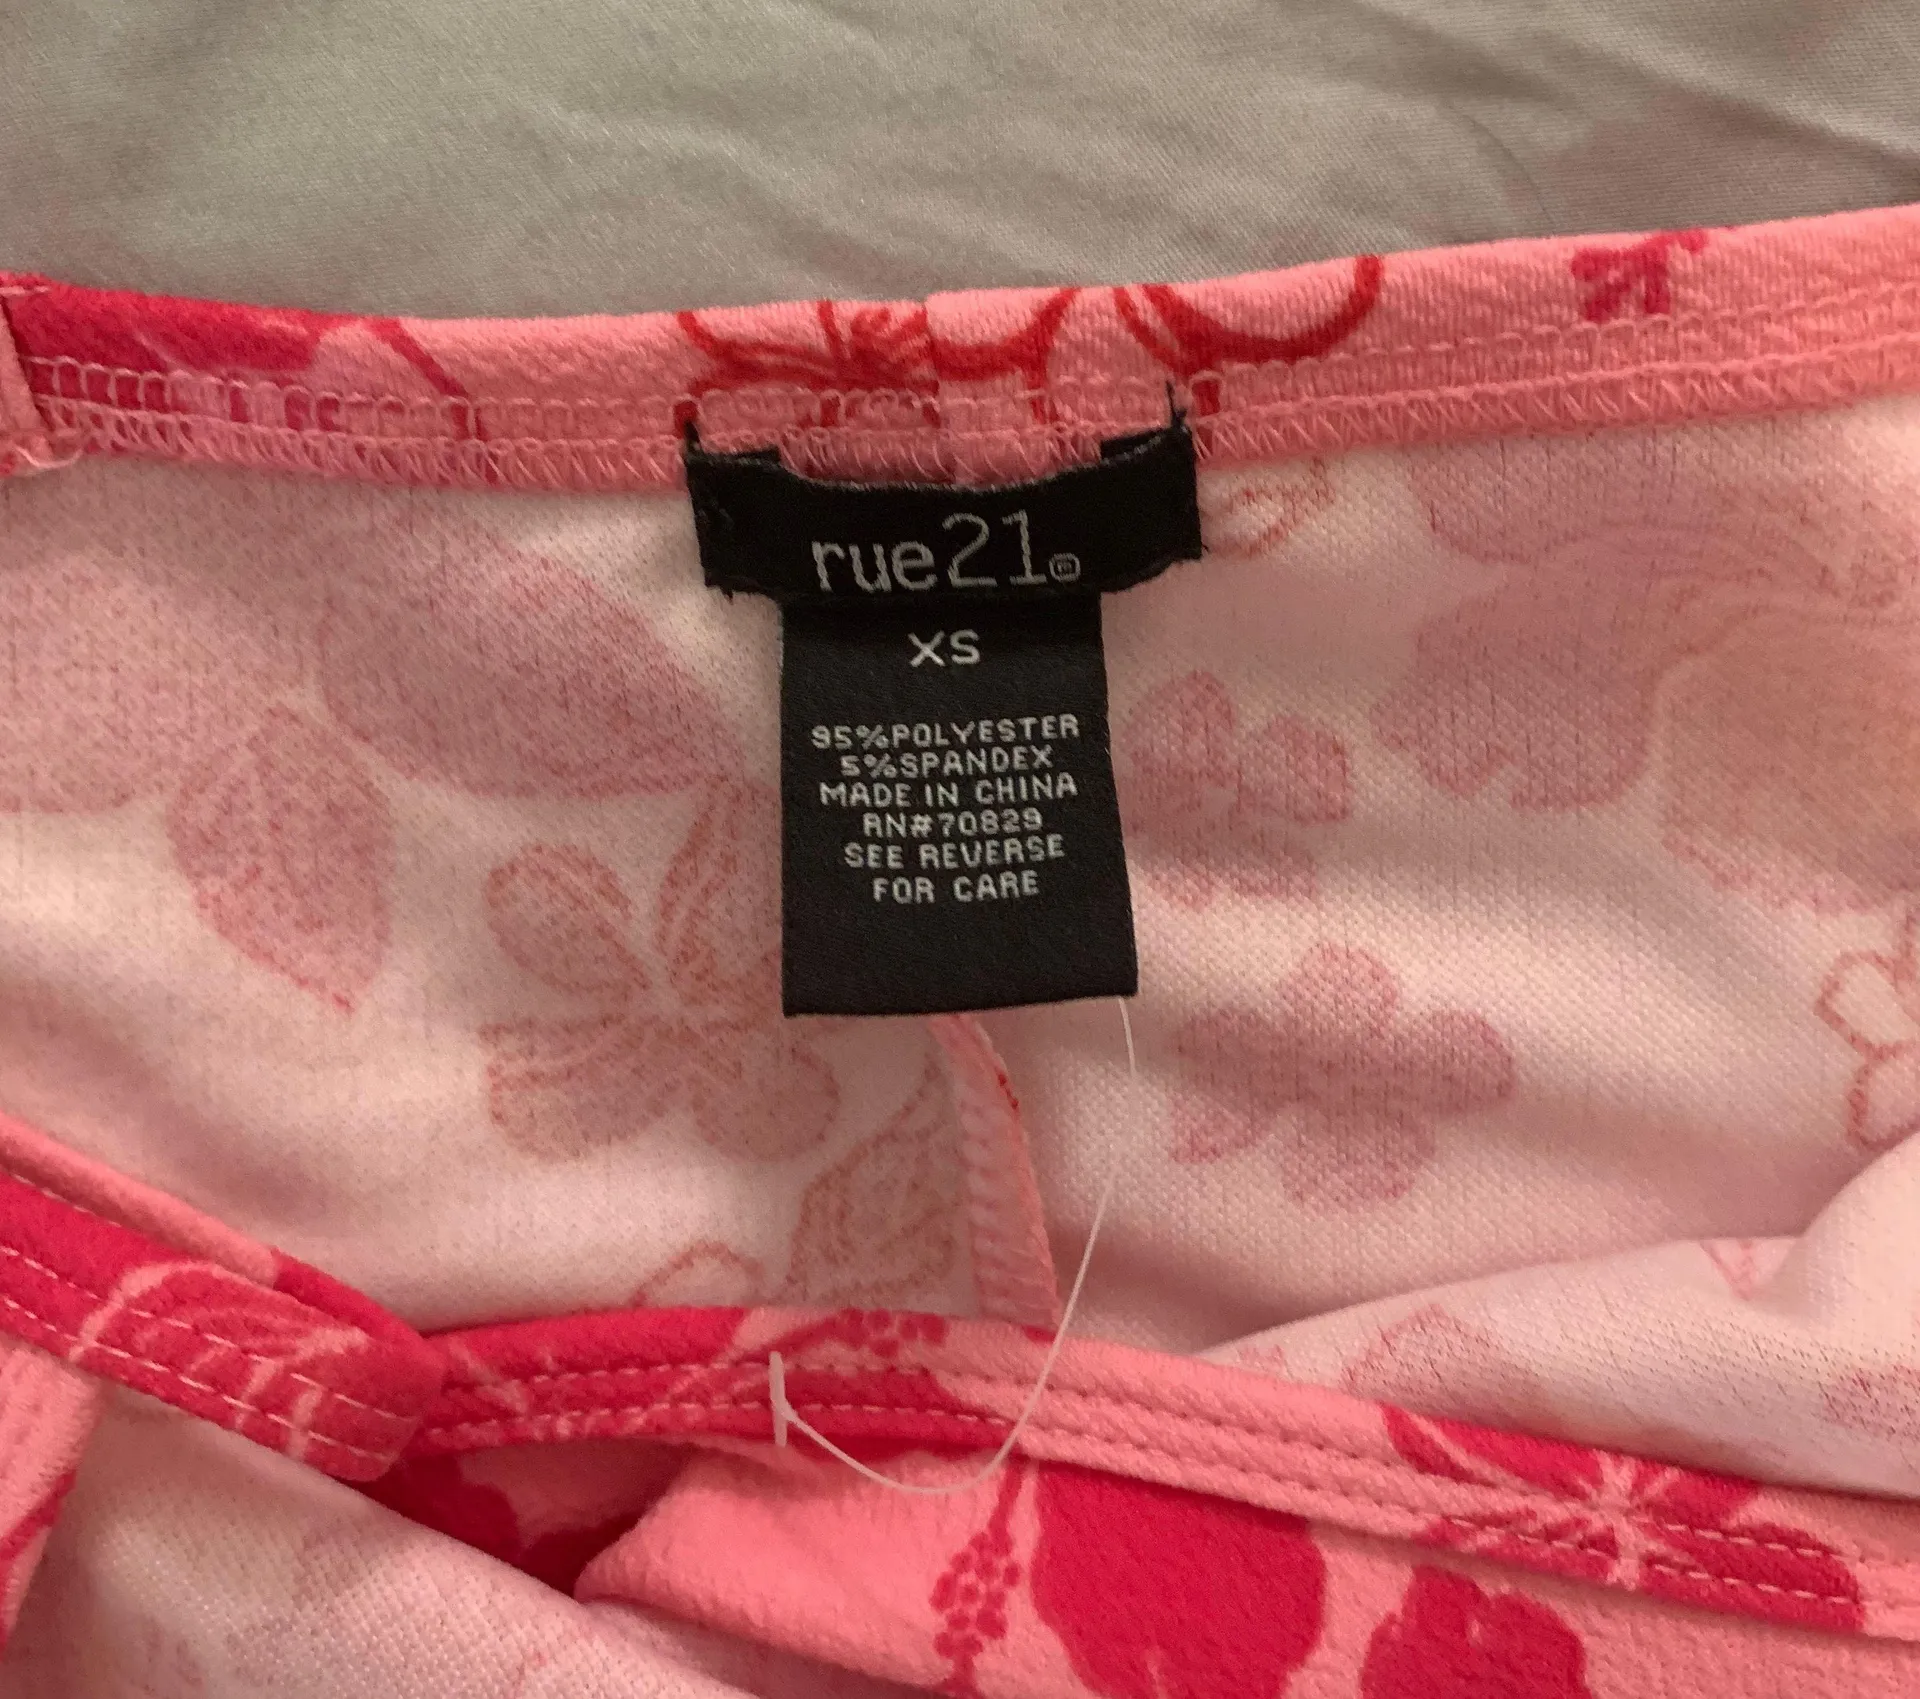 rue21®
XS
95%POLYESTER
5%SPANDEX
MADE IN CHINA
RN#70829
SEE REVERSE
FOR CARE